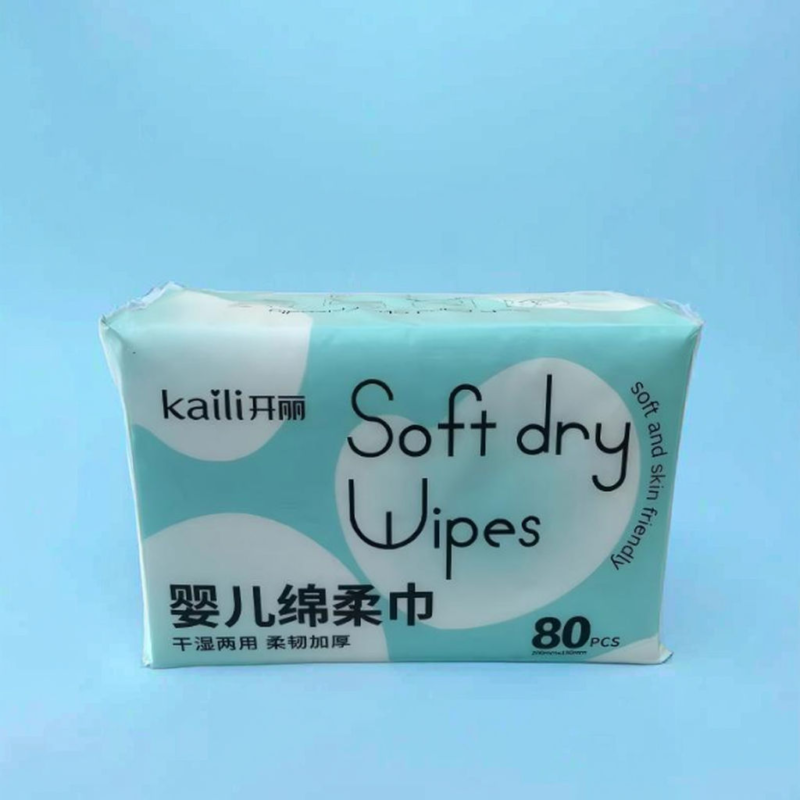 kaili开丽
Soft dry
Wipes
soft and skin friendly
婴儿绵柔巾
干湿两用 柔韧加厚
80PCS